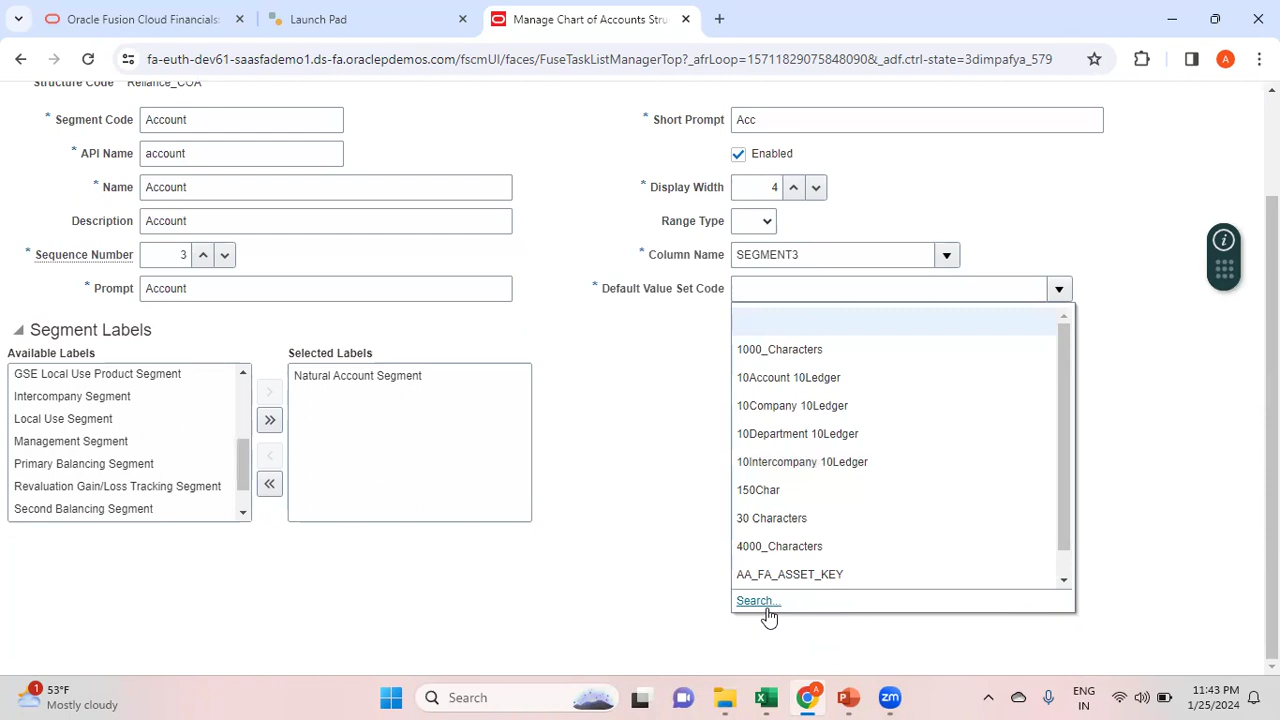 Oracle Fusion Cloud Financials:
Launch Pad
Manage Chart of Accounts Stru
fa-euth-dev61-saasfademo1.ds-fa.oraclepdemos.com/fscmUI/faces/FuseTaskListManagerTop?_afrLoop=15711829075848090&_adf.ctrl-state=3dimpafya_579
A
Structure Code Reliance_COA
* Segment Code Account
* Short Prompt Acc
* API Name account
Enabled
* Name Account
* Display Width 4
Description Account
Range Type
* Sequence Number 3
* Column Name SEGMENT3
* Prompt Account
* Default Value Set Code
Segment Labels
Available Labels
Selected Labels
GSE Local Use Product Segment
Intercompany Segment
Local Use Segment
Management Segment
Primary Balancing Segment
Revaluation Gain/Loss Tracking Segment
Second Balancing Segment
Natural Account Segment
1000_Characters
10Account 10Ledger
10Company 10Ledger
10Department 10Ledger
10Intercompany 10Ledger
150Char
30 Characters
4000_Characters
AA_FA_ASSET_KEY
Search...
1
53°F
Mostly cloudy
Search
A
zm
ENG
IN
11:43 PM
1/25/2024